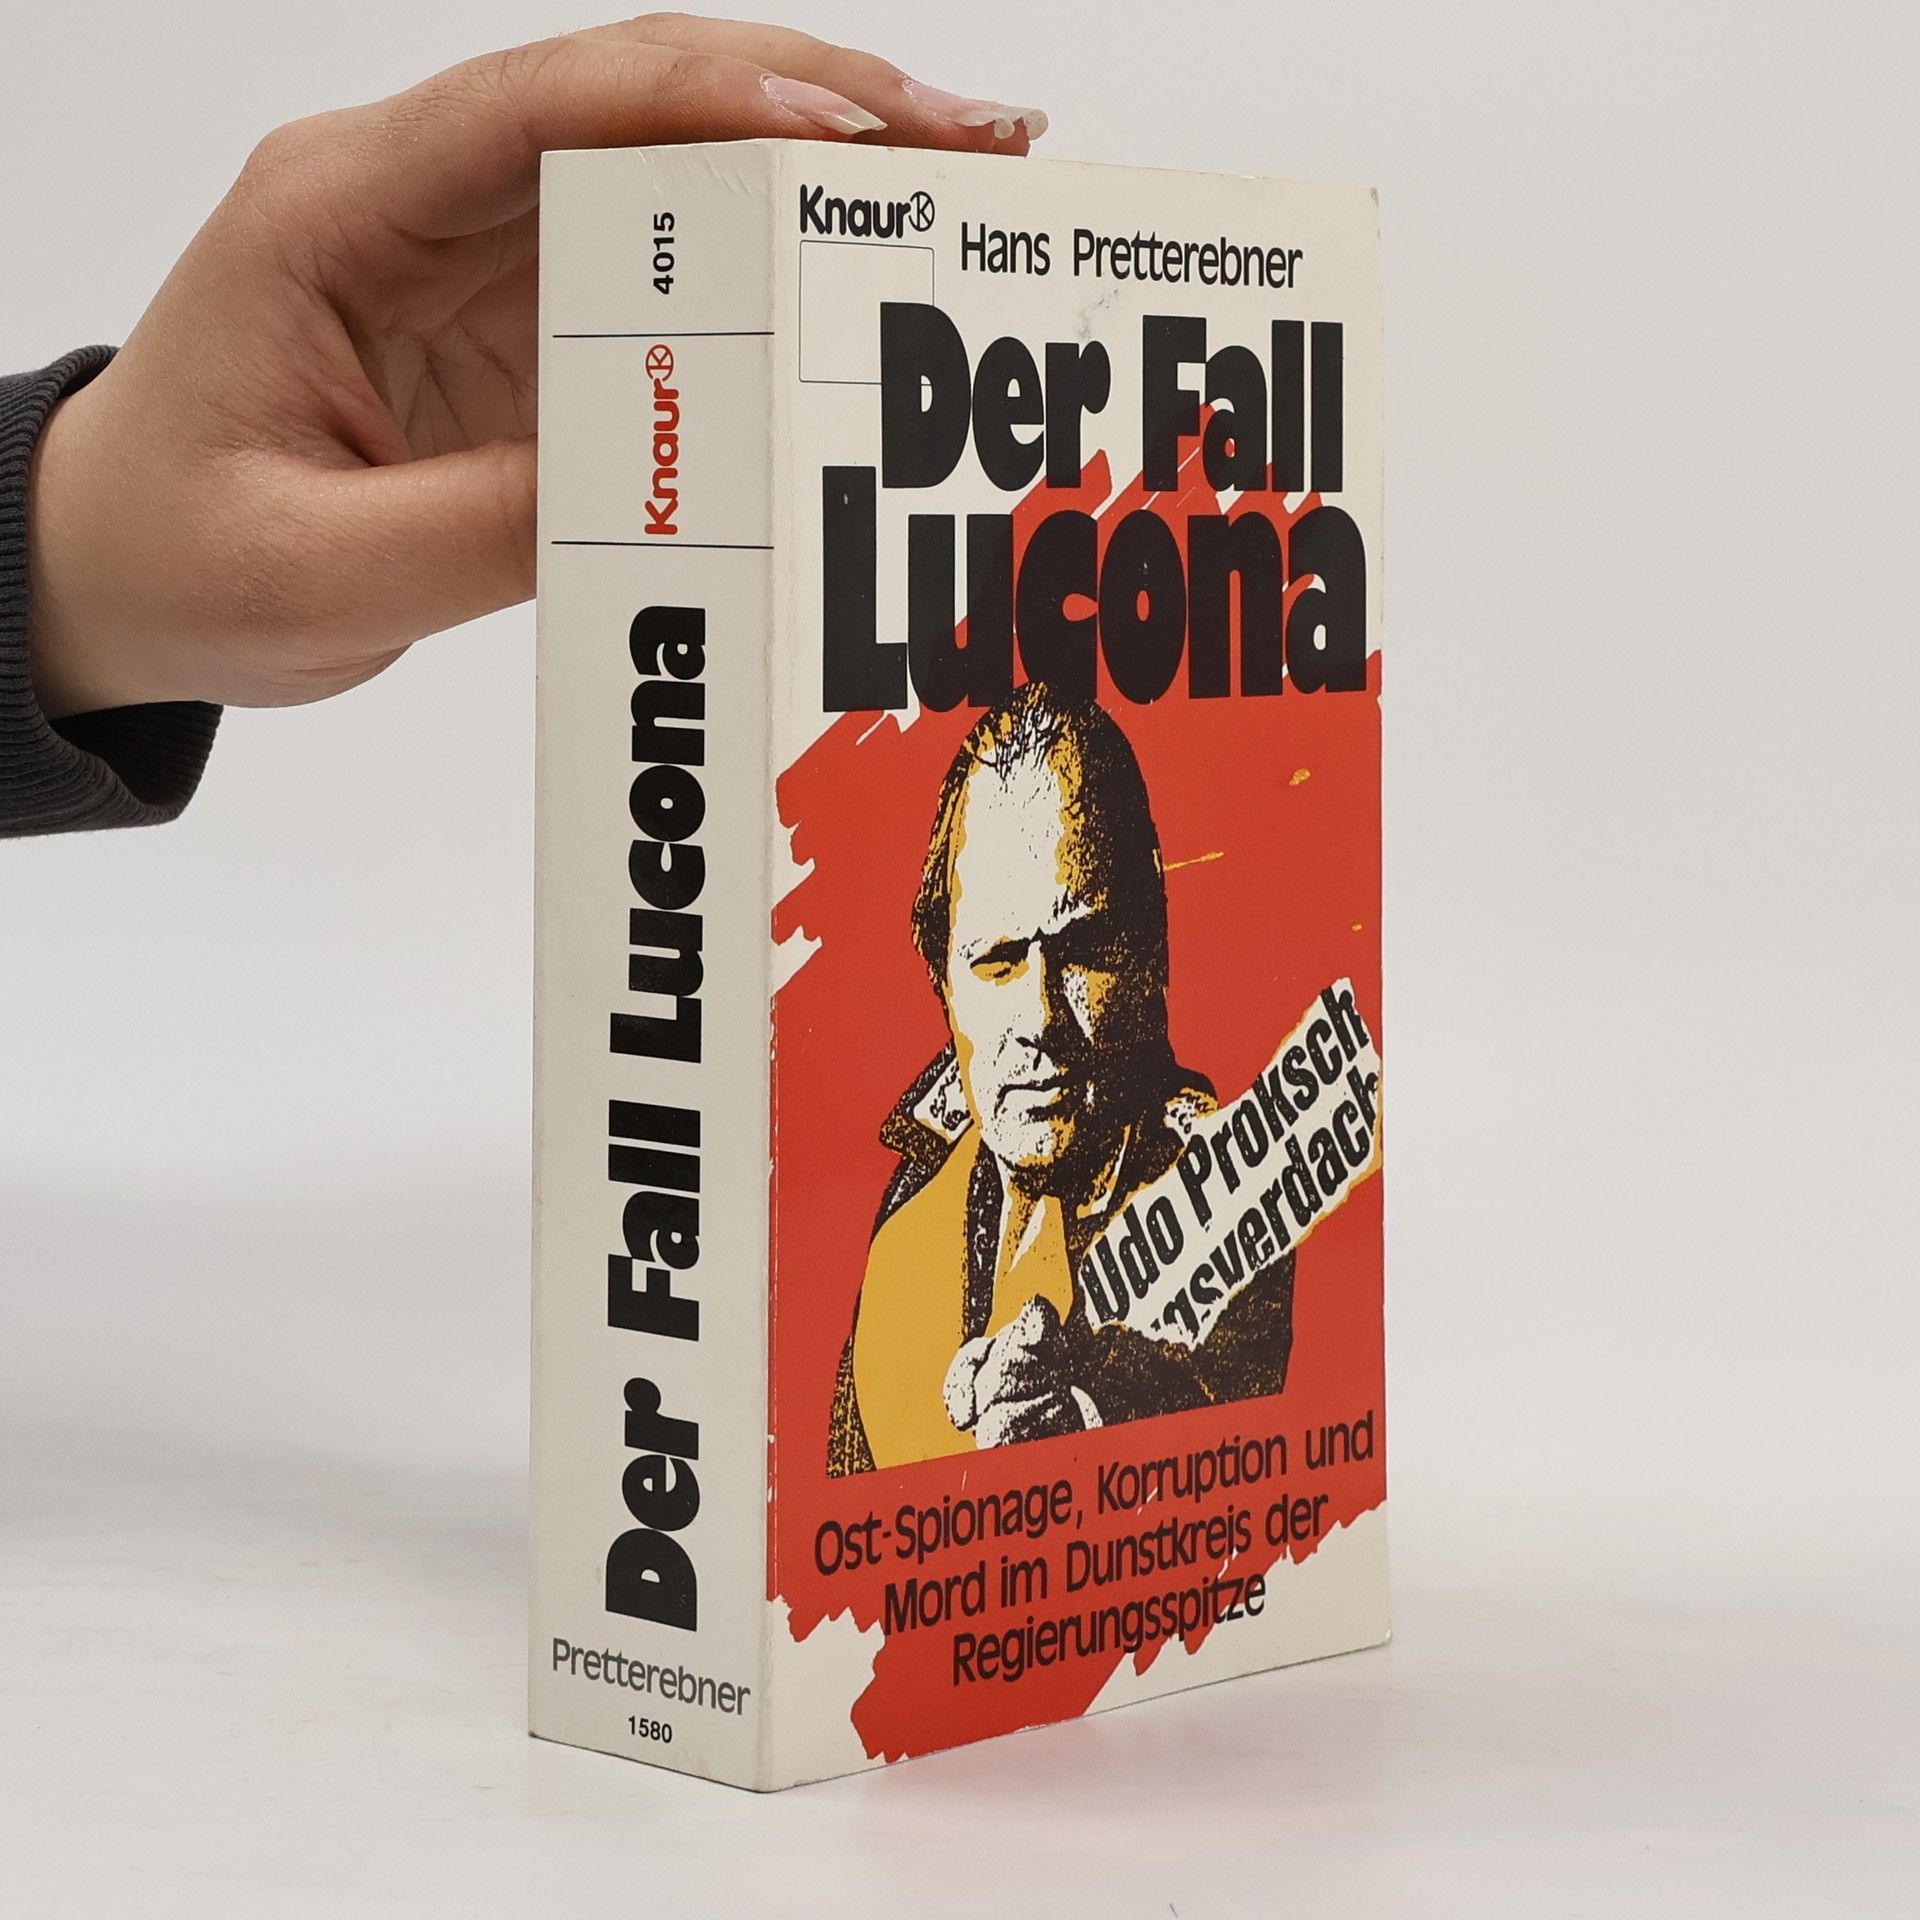 4015
Knaur
Der Fall Lucona
Pretterebner
1580
Knaur
Hans Pretterebner
Der Fall
Lucona
Udo Proksch
gsverdach
Ost-Spionage, Korruption und
Mord im Dunstkreis der
Regierungsspitze